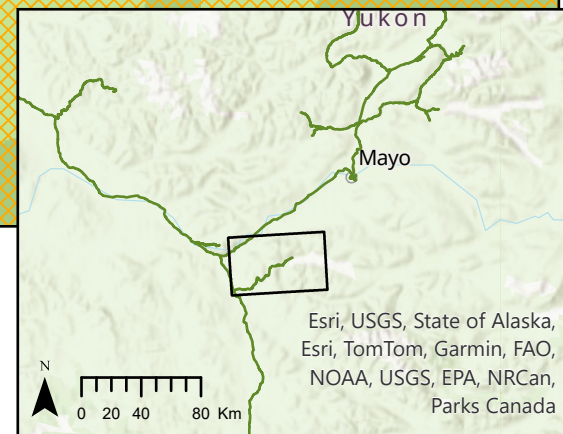 Yukon
Mayo
Esri, USGS, State of Alaska,
Esri, TomTom, Garmin, FAO,
NOAA, USGS, EPA, NRCan,
Parks Canada
N
0 20 40 80 Km